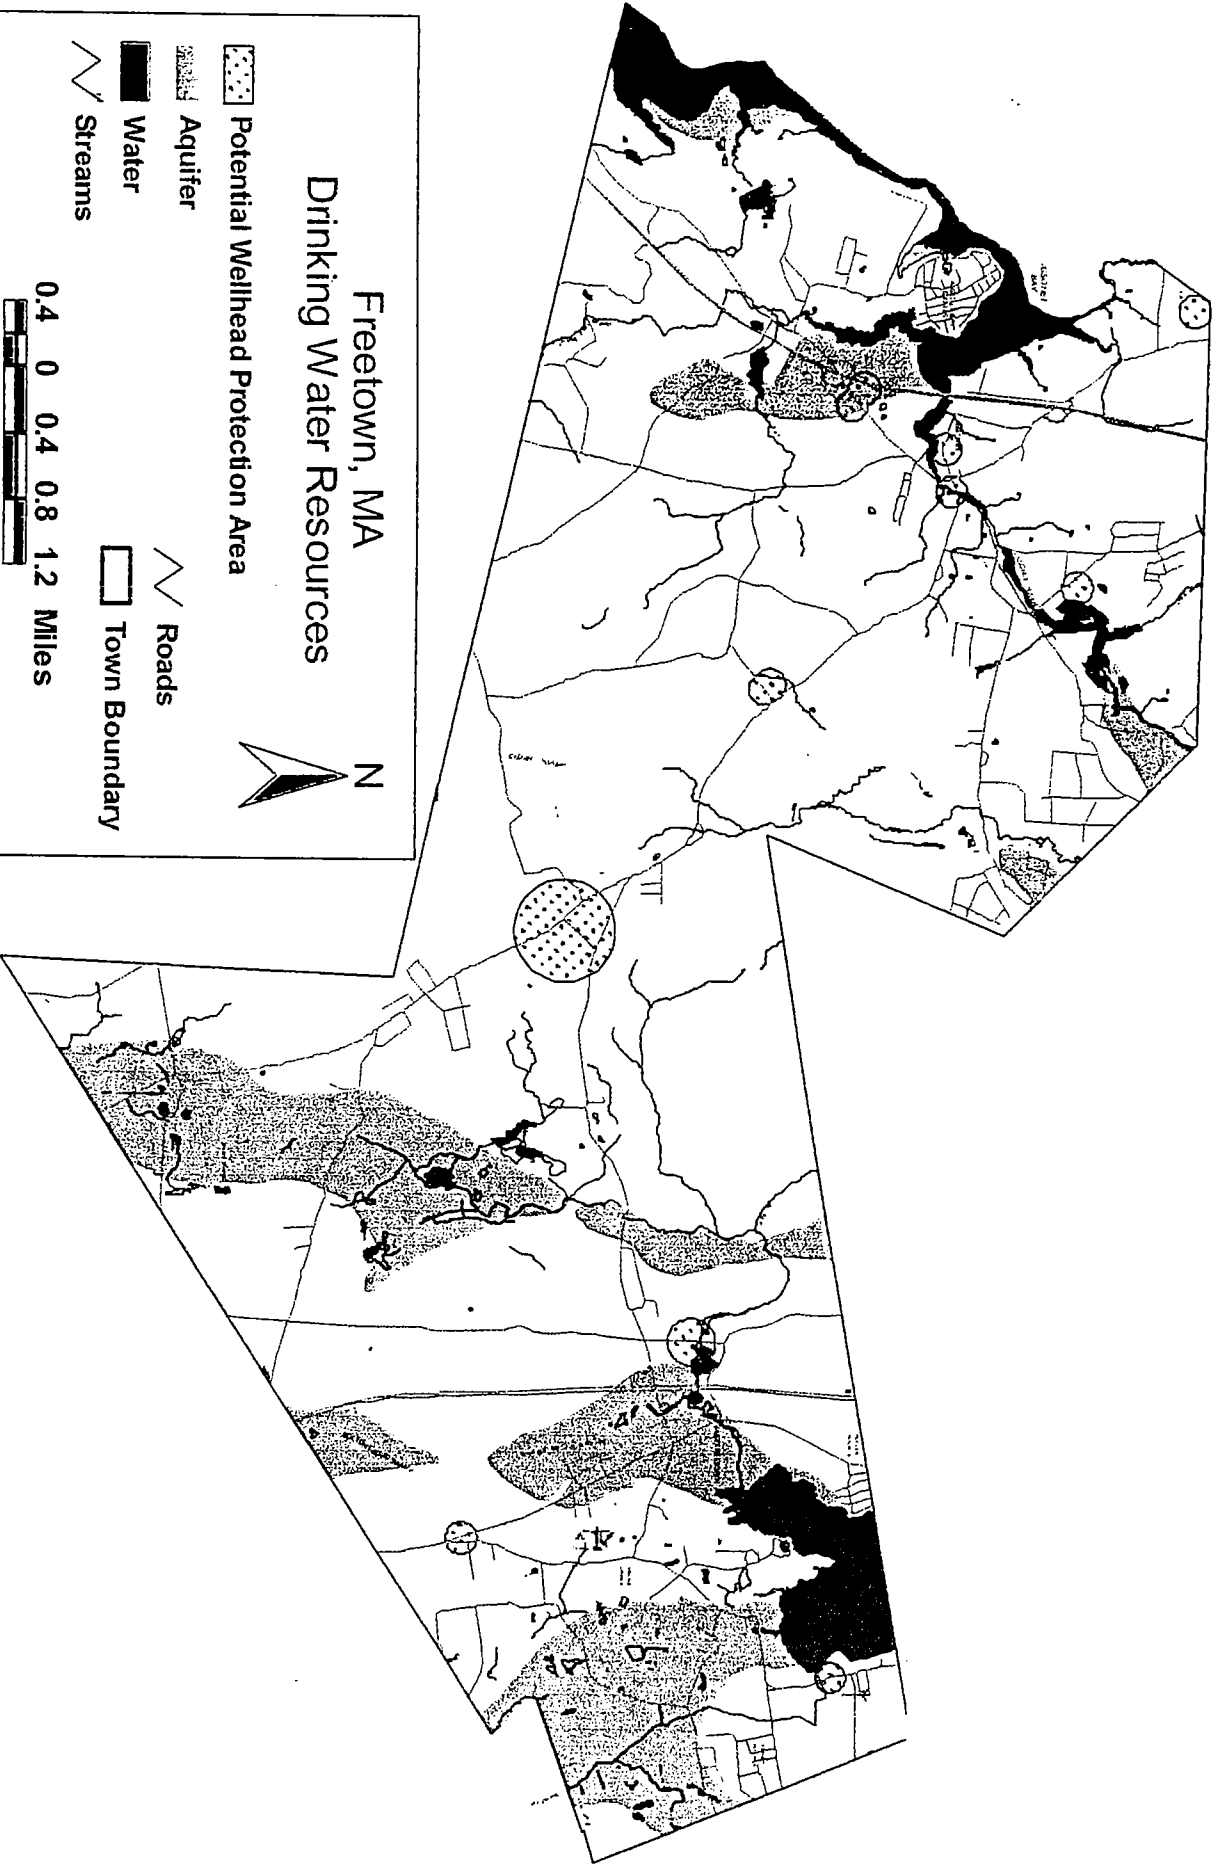 Freetown, MA
Drinking Water Resources
N
Potential Wellhead Protection Area
Aquifer
Water
Streams
Roads
Town Boundary
0.4 0 0.4 0.8 1.2 Miles